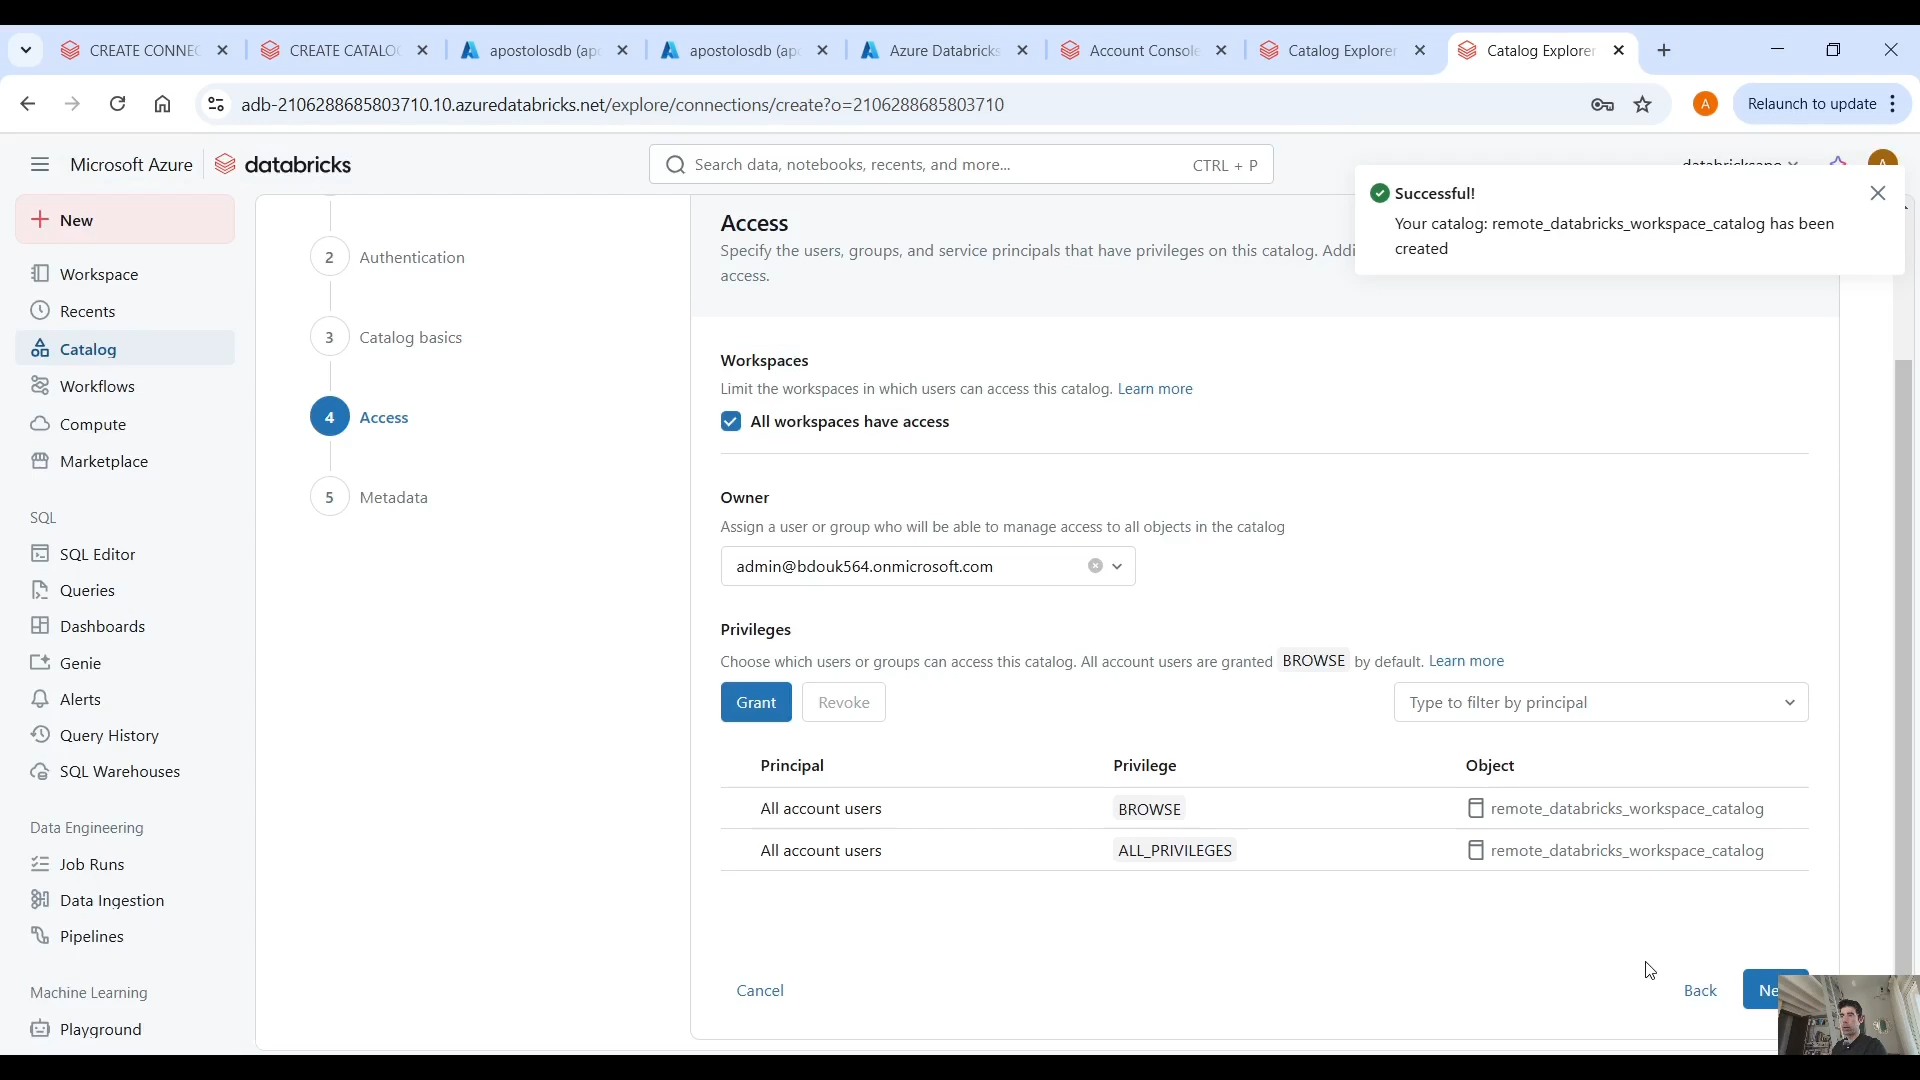 CREATE CONNEC
CREATE CATALO
apostolosdb (ap
apostolosdb (ap
Azure Databricks
Account Console
Catalog Explorer
Catalog Explorer
adb-2106288685803710.10.azuredatabricks.net/explore/connections/create?o=2106288685803710
A
Relaunch to update
Microsoft Azure
databricks
Search data, notebooks, recents, and more...
CTRL + P
Successful!
Your catalog: remote_databricks_workspace_catalog has been
created
New
Workspace
Recents
Catalog
Workflows
Compute
Marketplace
SQL
SQL Editor
Queries
Dashboards
Genie
Alerts
Query History
SQL Warehouses
Data Engineering
Job Runs
Data Ingestion
Pipelines
Machine Learning
Playground
2 Authentication
3 Catalog basics
4 Access
5 Metadata
Access
Specify the users, groups, and service principals that have privileges on this catalog. Addi
access.
Workspaces
Limit the workspaces in which users can access this catalog. Learn more
All workspaces have access
Owner
Assign a user or group who will be able to manage access to all objects in the catalog
admin@bdouk564.onmicrosoft.com
Privileges
Choose which users or groups can access this catalog. All account users are granted BROWSE by default. Learn more
Grant
Revoke
Type to filter by principal
Principal Privilege Object
All account users BROWSE remote_databricks_workspace_catalog
All account users ALL_PRIVILEGES remote_databricks_workspace_catalog
Cancel
Back
Ne